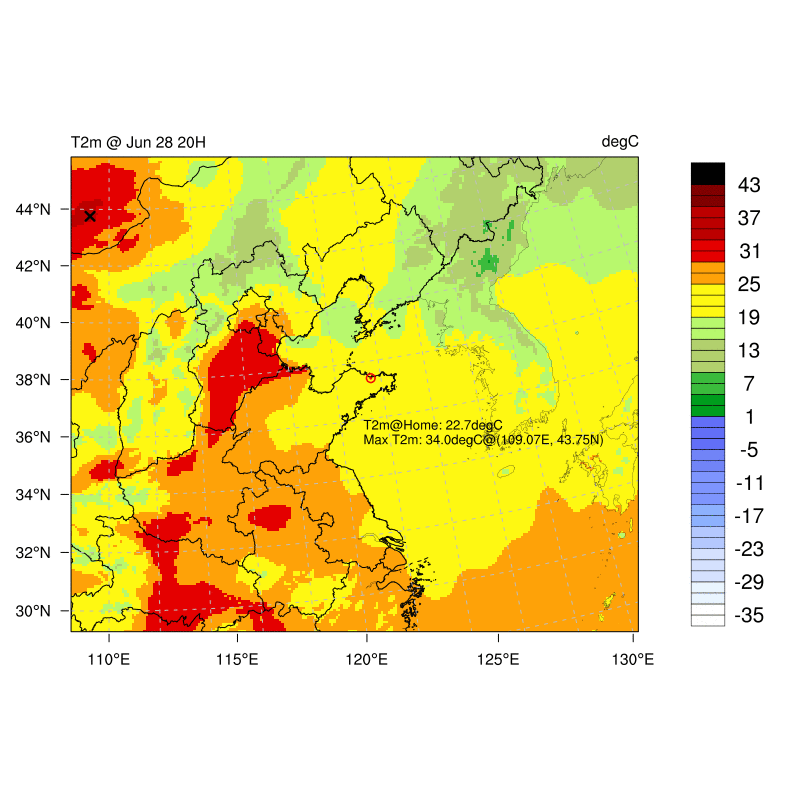 T2m @ Jun 28 20H
degC
44°N
42°N
40°N
38°N
36°N
34°N
32°N
30°N
110°E
115°E
120°E
125°E
130°E
T2m@Home: 22.7degC
Max T2m: 34.0degC@(109.07E, 43.75N)
43
37
31
25
19
13
7
1
-5
-11
-17
-23
-29
-35